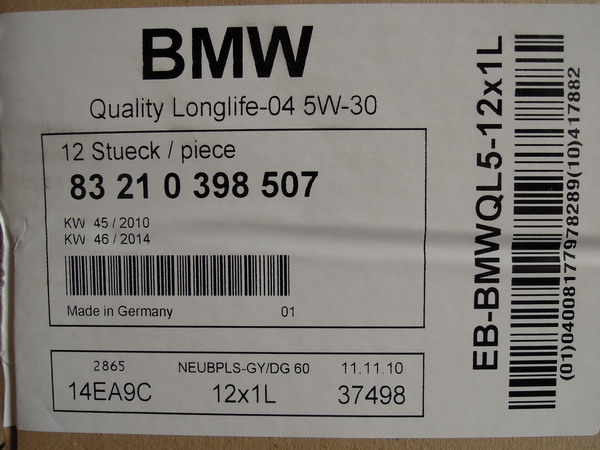 BMW
Quality Longlife-04 5W-30
12 Stueck / piece
83 21 0 398 507
KW 45 / 2010
KW 46 / 2014
Made in Germany 01
2865 NEUBPLS-GY/DG 60 11.11.10
14EA9C 12x1L 37498
EB-BMWQL5-12x1L
(01)04008177978289(10)417882